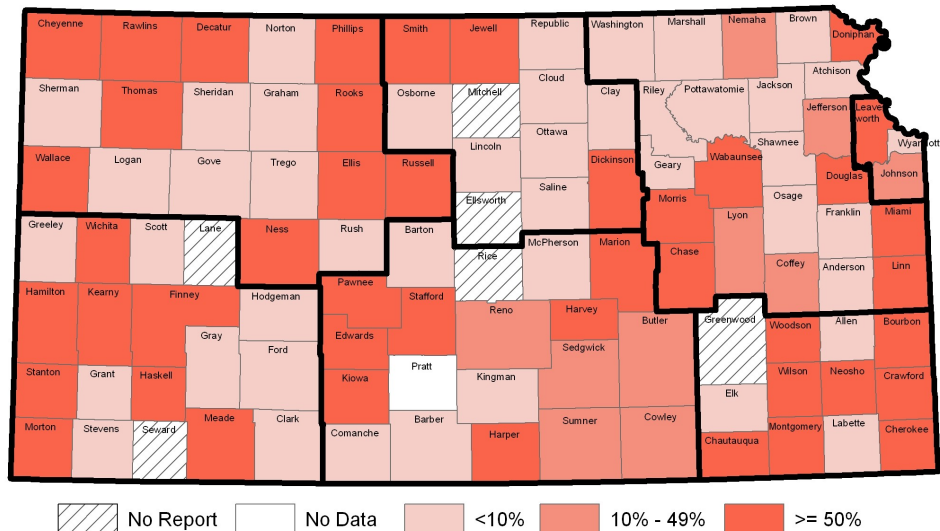 Cheyenne Rawlins Decatur Norton Phillips Smith Jewell Republic Washington Marshall Nemaha Brown Doniphan
Sherman Thomas Sheridan Graham Rooks Osborne Mitchell Cloud Clay Riley Pottawatomie Jackson Atchison
Jefferson Leavenworth
Wallace Logan Gove Trego Ellis Russell Lincoln Ottawa Dickinson Geary Wabaunsee Shawnee Douglas Wyandotte Johnson
Greeley Wichita Scott Lane Ness Rush Barton Ellsworth Saline Morris Osage Franklin Miami
Rice McPherson Marion Chase Lyon Coffey Anderson Linn
Hamilton Kearny Finney Hodgeman Pawnee Stafford Reno Harvey Butler Greenwood Woodson Allen Bourbon
Gray Ford Edwards Sedgwick
Stanton Grant Haskell Kiowa Pratt Kingman Elk Wilson Neosho Crawford
Morton Stevens Seward Meade Clark Comanche Barber Harper Sumner Cowley Chautauqua Montgomery Labette Cherokee
No Report No Data <10% 10% - 49% >= 50%